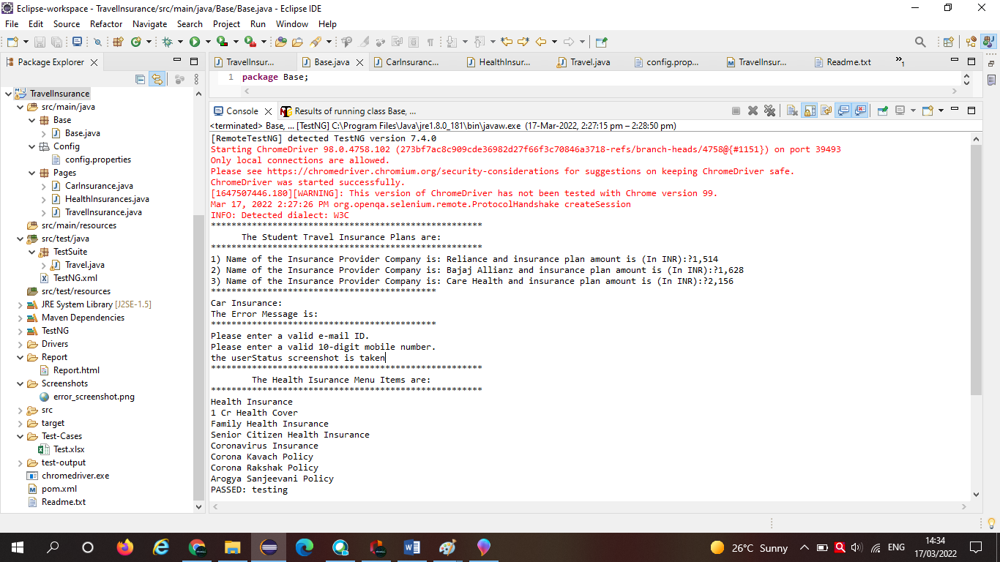 Eclipse-workspace - TravelInsurance/src/main/java/Base/Base.java - Eclipse IDE
File Edit Source Refactor Navigate Search Project Run Window Help
Package Explorer
TravelInsur... Base.java CarInsuranc... HealthInsur... Travel.java config.prop... TravelInsur... Readme.txt »1
1 package Base;
TravelInsurance
src/main/java
Base
Base.java
Config
config.properties
Pages
CarInsurance.java
HealthInsurances.java
TravelInsurance.java
src/main/resources
src/test/java
TestSuite
Travel.java
TestNG.xml
src/test/resources
JRE System Library [J2SE-1.5]
Maven Dependencies
TestNG
Drivers
Report
Report.html
Screenshots
error_screenshot.png
src
target
Test-Cases
Test.xlsx
test-output
chromedriver.exe
pom.xml
Readme.txt
Console Results of running class Base, ...
<terminated> Base, ... [TestNG] C:\Program Files\Java\jre1.8.0_181\bin\javaw.exe (17-Mar-2022, 2:27:15 pm – 2:28:50 pm)
[RemoteTestNG] detected TestNG version 7.4.0
Starting ChromeDriver 98.0.4758.102 (273bf7ac8c909cde36982d27f66f3c70846a3718-refs/branch-heads/4758@{#1151}) on port 39493
Only local connections are allowed.
Please see https://chromedriver.chromium.org/security-considerations for suggestions on keeping ChromeDriver safe.
ChromeDriver was started successfully.
[1647507446.180][WARNING]: This version of ChromeDriver has not been tested with Chrome version 99.
Mar 17, 2022 2:27:26 PM org.openqa.selenium.remote.ProtocolHandshake createSession
INFO: Detected dialect: W3C
*****************************************************
The Student Travel Insurance Plans are:
*****************************************************
1) Name of the Insurance Provider Company is: Reliance and insurance plan amount is (In INR):?1,514
2) Name of the Insurance Provider Company is: Bajaj Allianz and insurance plan amount is (In INR):?1,628
3) Name of the Insurance Provider Company is: Care Health and insurance plan amount is (In INR):?2,156
********************************************
Car Insurance:
The Error Message is:
********************************************
Please enter a valid e-mail ID.
Please enter a valid 10-digit mobile number.
the userStatus screenshot is taken
*****************************************************
The Health Isurance Menu Items are:
*****************************************************
Health Insurance
1 Cr Health Cover
Family Health Insurance
Senior Citizen Health Insurance
Coronavirus Insurance
Corona Kavach Policy
Corona Rakshak Policy
Arogya Sanjeevani Policy
PASSED: testing
26°C Sunny ENG 14:34
17/03/2022